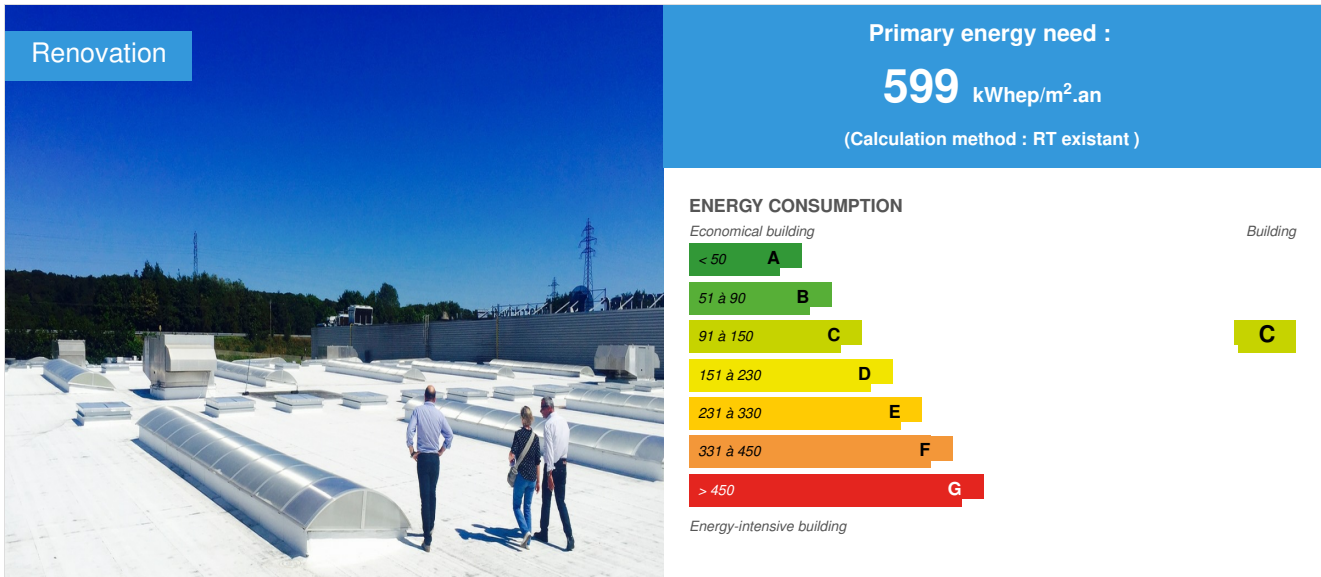 Renovation
Primary energy need :
599 kWhep/m².an
(Calculation method : RT existant )
ENERGY CONSUMPTION
Economical building
Building
< 50 A
51 à 90 B
91 à 150 C
C
151 à 230 D
231 à 330 E
331 à 450 F
> 450 G
Energy-intensive building